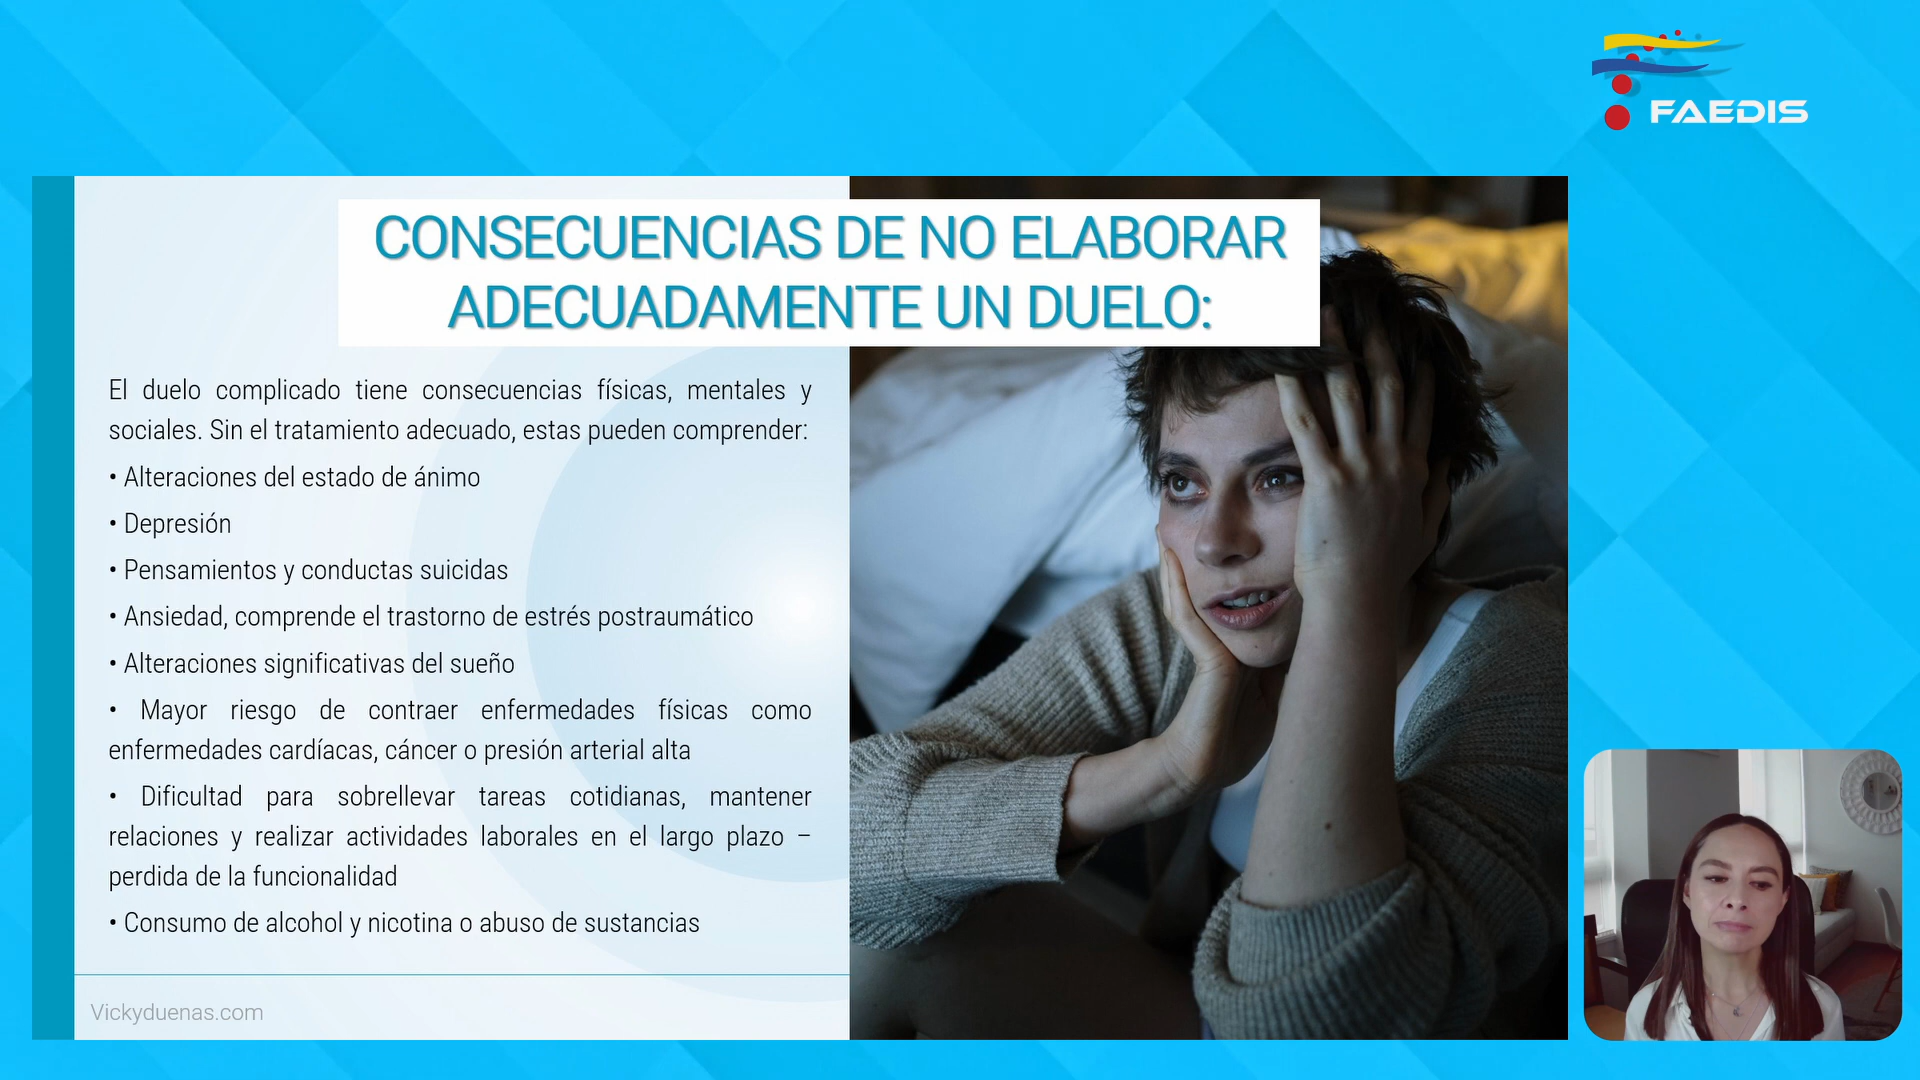 FAEDIS
CONSECUENCIAS DE NO ELABORAR
ADECUADAMENTE UN DUELO:
El duelo complicado tiene consecuencias físicas, mentales y
sociales. Sin el tratamiento adecuado, estas pueden comprender:
• Alteraciones del estado de ánimo
• Depresión
• Pensamientos y conductas suicidas
• Ansiedad, comprende el trastorno de estrés postraumático
• Alteraciones significativas del sueño
• Mayor riesgo de contraer enfermedades físicas como
enfermedades cardíacas, cáncer o presión arterial alta
• Dificultad para sobrellevar tareas cotidianas, mantener
relaciones y realizar actividades laborales en el largo plazo –
perdida de la funcionalidad
• Consumo de alcohol y nicotina o abuso de sustancias
Vickyduenas.com